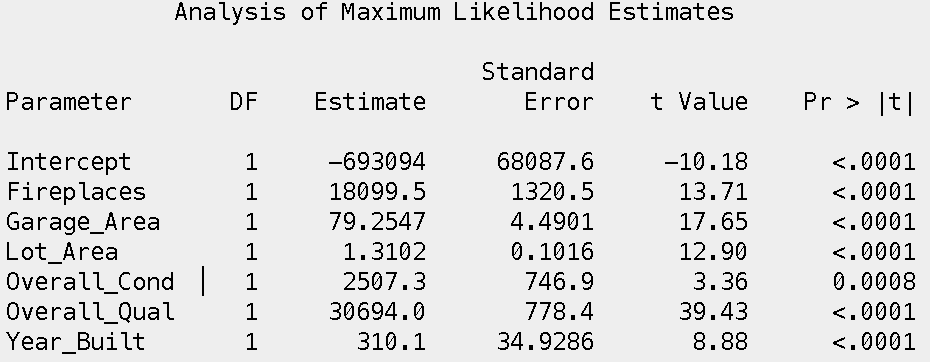 Analysis of Maximum Likelihood Estimates
Standard
Parameter DF Estimate Error t Value Pr > |t|
Intercept 1 −693094 68087.6 −10.18 <.0001
Fireplaces 1 18099.5 1320.5 13.71 <.0001
Garage_Area 1 79.2547 4.4901 17.65 <.0001
Lot_Area 1 1.3102 0.1016 12.90 <.0001
Overall_Cond 1 2507.3 746.9 3.36 0.0008
Overall_Qual 1 30694.0 778.4 39.43 <.0001
Year_Built 1 310.1 34.9286 8.88 <.0001